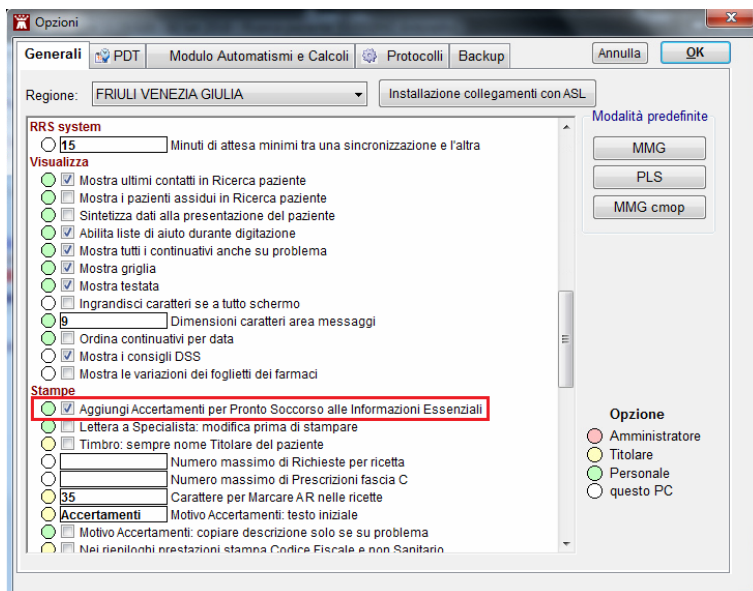 Opzioni
Generali PDT Modulo Automatismi e Calcoli Protocolli Backup Annulla OK
Regione: FRIULI VENEZIA GIULIA Installazione collegamenti con ASL
Modalità predefinite
MMG
PLS
MMG cmop
RRS system
15 Minuti di attesa minimi tra una sincronizzazione e l'altra
Visualizza
Mostra ultimi contatti in Ricerca paziente
Mostra i pazienti assidui in Ricerca paziente
Sintetizza dati alla presentazione del paziente
Abilita liste di aiuto durante digitazione
Mostra tutti i continuativi anche su problema
Mostra griglia
Mostra testata
Ingrandisci caratteri se a tutto schermo
9 Dimensioni caratteri area messaggi
Ordina continuativi per data
Mostra i consigli DSS
Mostra le variazioni dei foglietti dei farmaci
Stampe
Aggiungi Accertamenti per Pronto Soccorso alle Informazioni Essenziali
Lettera a Specialista: modifica prima di stampare
Timbro: sempre nome Titolare del paziente
Numero massimo di Richieste per ricetta
Numero massimo di Prescrizioni fascia C
35 Carattere per Marcare A R nelle ricette
Accertamenti Motivo Accertamenti: testo iniziale
Motivo Accertamenti: copiare descrizione solo se su problema
Nei riepiloghi prestazioni stampa Codice Fiscale e non Sanitario
Opzione
Amministratore
Titolare
Personale
questo PC